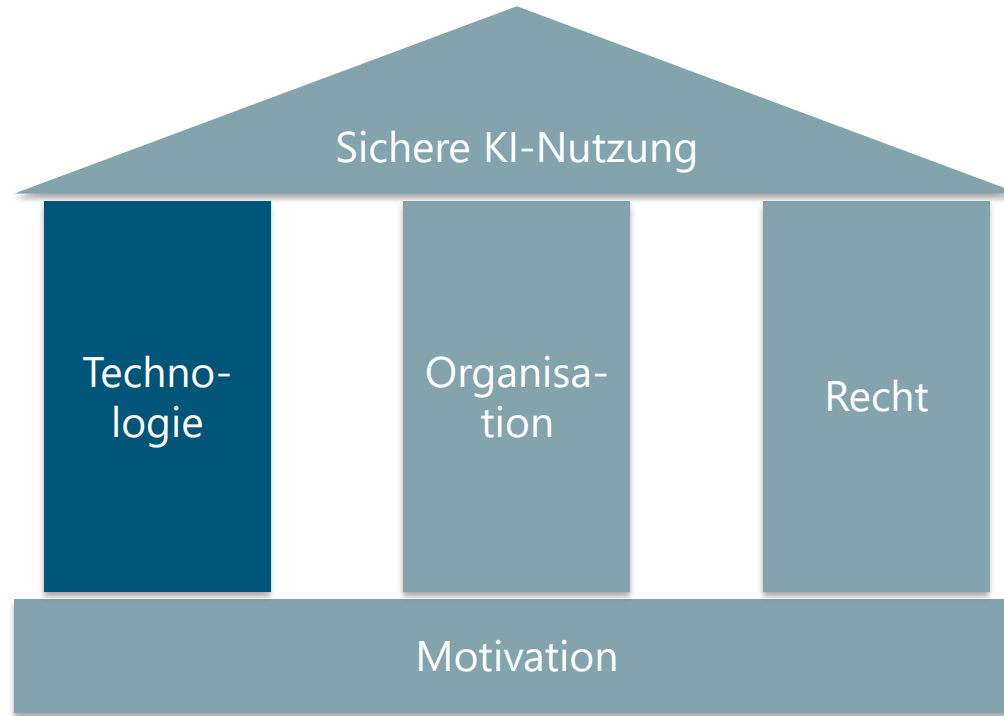 Sichere KI-Nutzung
Techno-
logie
Organisa-
tion
Recht
Motivation